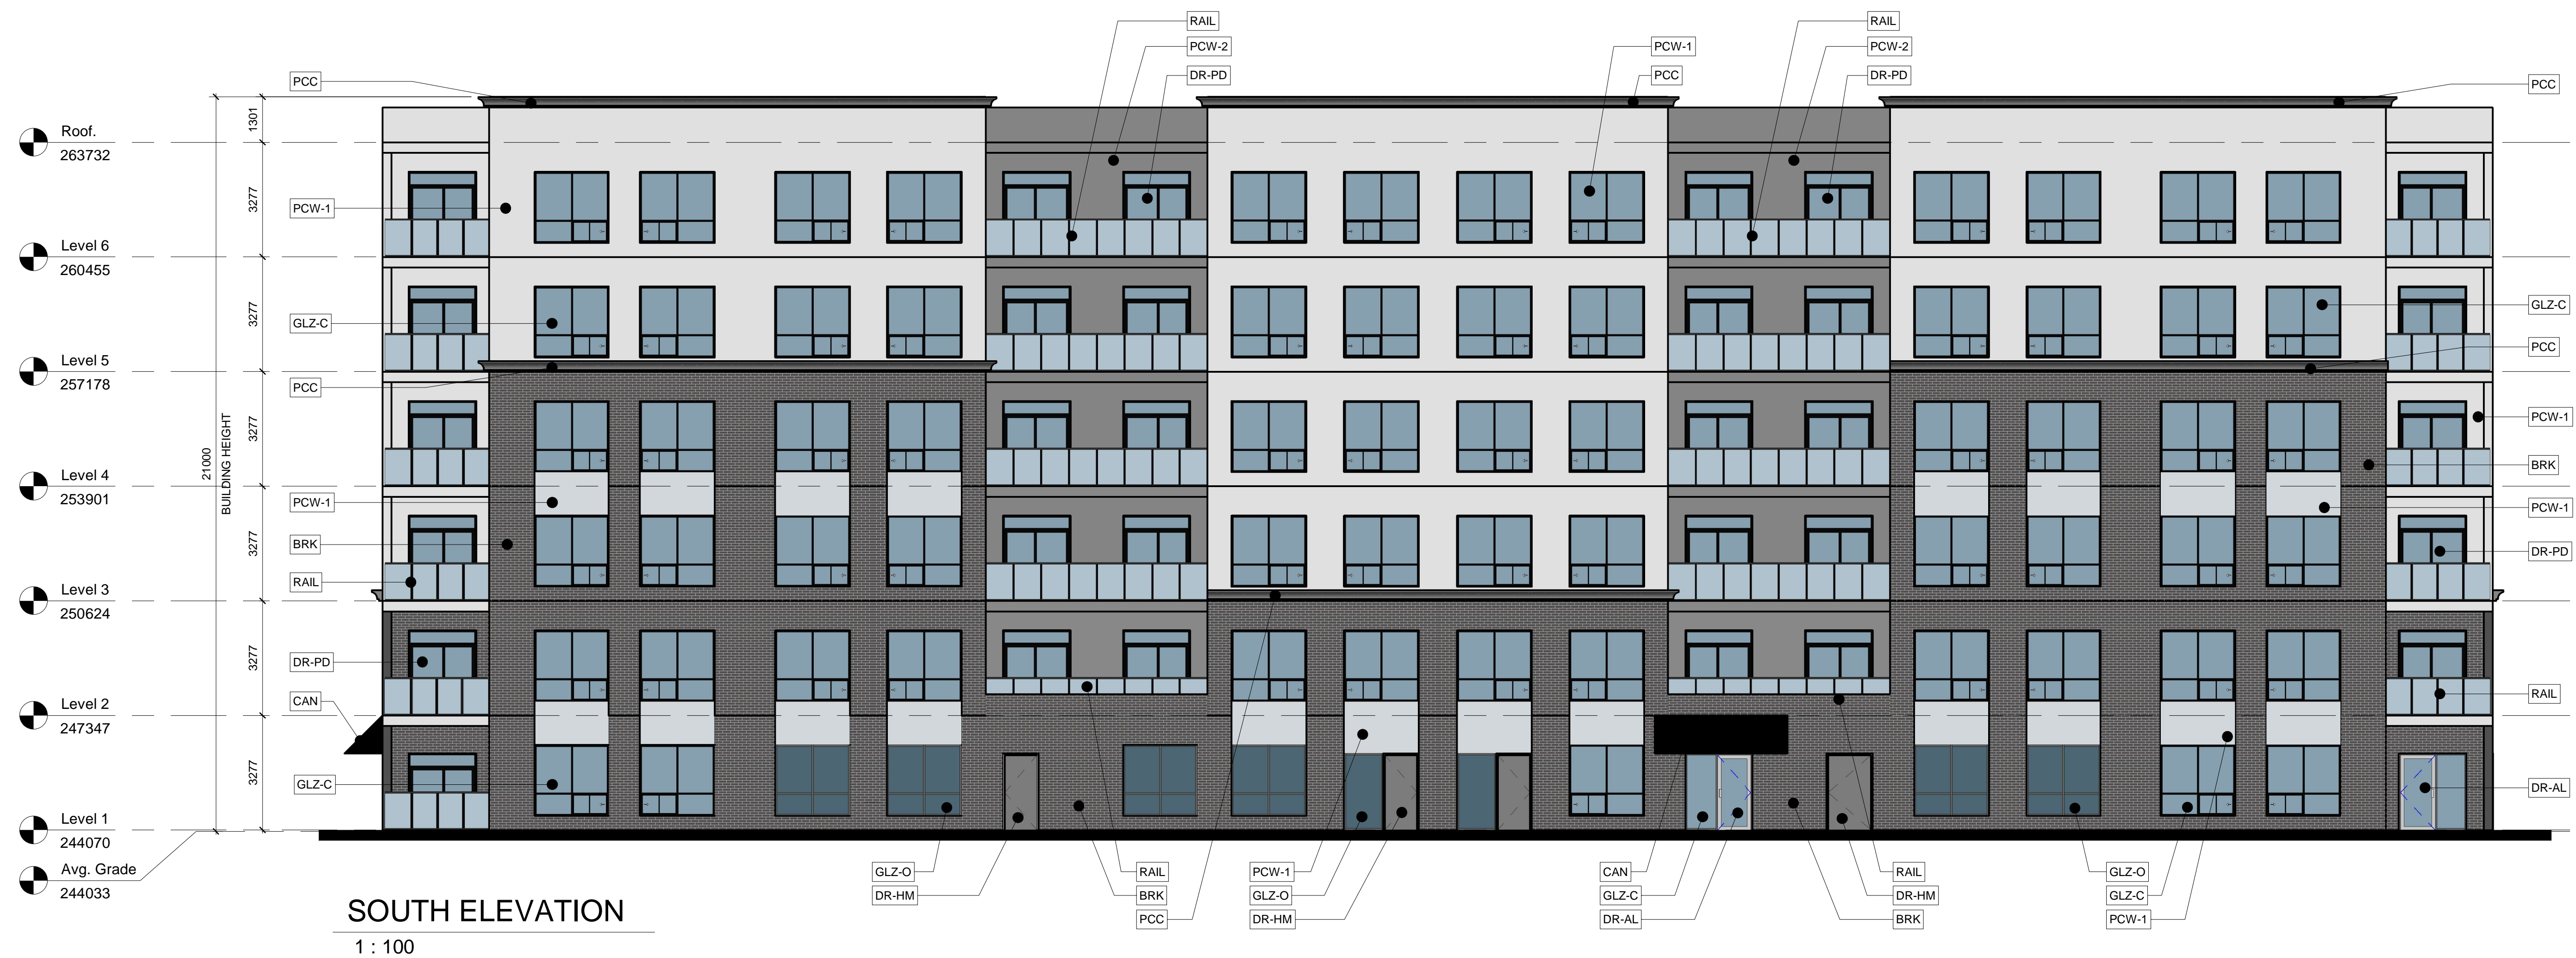 RAIL
RAIL
PCW-2
PCW-1
PCW-2
PCC
DR-PD
PCC
DR-PD
PCC
1301
Roof.
263732
3277
PCW-1
Level 6
260455
3277
GLZ-C
GLZ-C
PCC
Level 5
257178
PCC
3277
PCW-1
21000
BUILDING HEIGHT
BRK
Level 4
253901
PCW-1
PCW-1
3277
BRK
DR-PD
RAIL
Level 3
250624
3277
DR-PD
RAIL
CAN
Level 2
247347
3277
GLZ-C
DR-AL
Level 1
244070
Avg. Grade
244033
GLZ-O
RAIL
PCW-1
CAN
RAIL
GLZ-O
DR-HM
BRK
GLZ-O
GLZ-C
DR-HM
GLZ-C
PCC
DR-HM
DR-AL
BRK
PCW-1
SOUTH ELEVATION
1 : 100